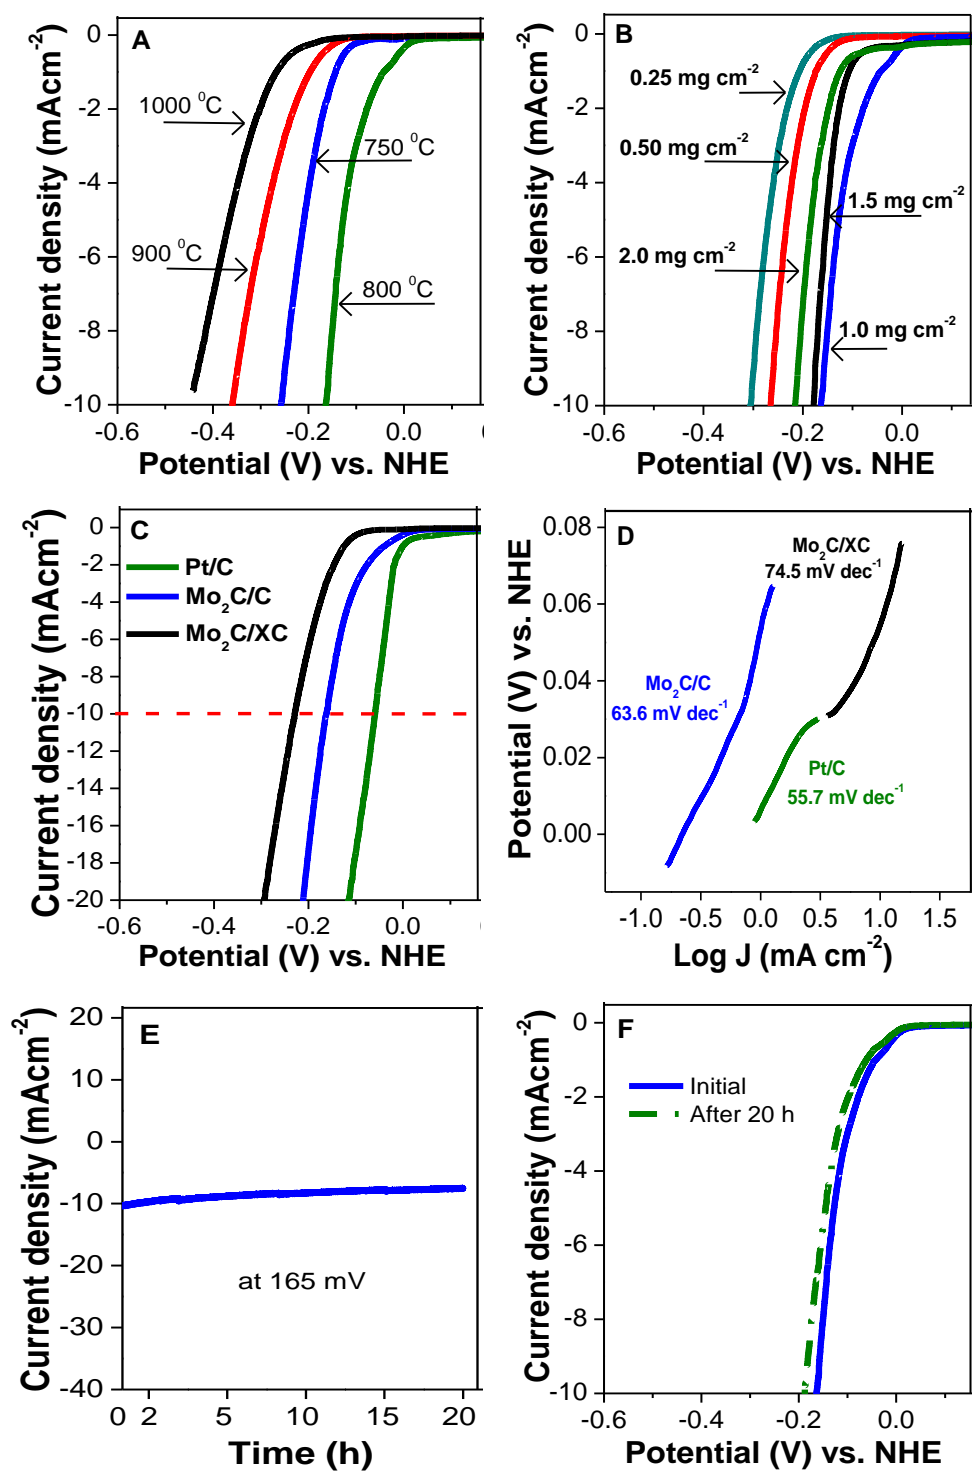 A
Current density (mAcm-2)
0
-2
-4
-6
-8
-10
1000 0C
750 0C
900 0C
800 0C
-0.6 -0.4 -0.2 0.0
Potential (V) vs. NHE
B
Current density (mAcm-2)
0
-2
-4
-6
-8
-10
0.25 mg cm-2
0.50 mg cm-2
1.5 mg cm-2
2.0 mg cm-2
1.0 mg cm-2
-0.6 -0.4 -0.2 0.0
Potential (V) vs. NHE
C
Current density (mAcm-2)
0
-2
-4
-6
-8
-10
-12
-14
-16
-18
-20
Pt/C
Mo2C/C
Mo2C/XC
-0.6 -0.4 -0.2 0.0
Potential (V) vs. NHE
D
Potential (V) vs. NHE
0.08
0.06
0.04
0.02
0.00
Mo2C/XC
74.5 mV dec-1
Mo2C/C
63.6 mV dec-1
Pt/C
55.7 mV dec-1
-1.0 -0.5 0.0 0.5 1.0 1.5
Log J (mA cm-2)
E
Current density (mAcm-2)
20
10
0
-10
-20
-30
-40
at 165 mV
0 2 5 10 15 20
Time (h)
F
Current density (mAcm-2)
0
-2
-4
-6
-8
-10
Initial
After 20 h
-0.6 -0.4 -0.2 0.0
Potential (V) vs. NHE